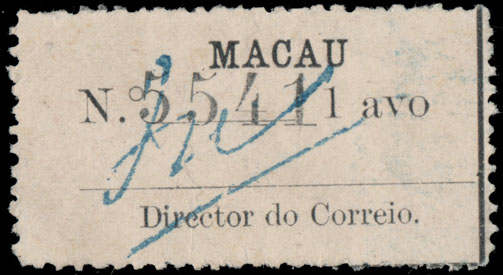 MACAU
N.º 5541 1 avo
Director do Correio.